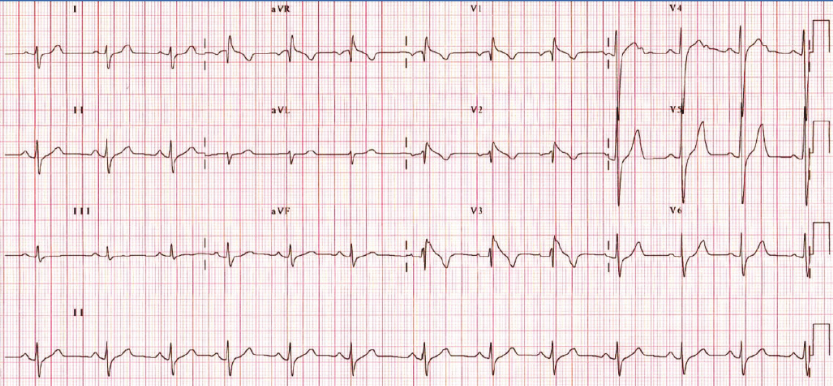 I aVR V1 V4
II aVL V2 V5
III aVF V3 V6
II